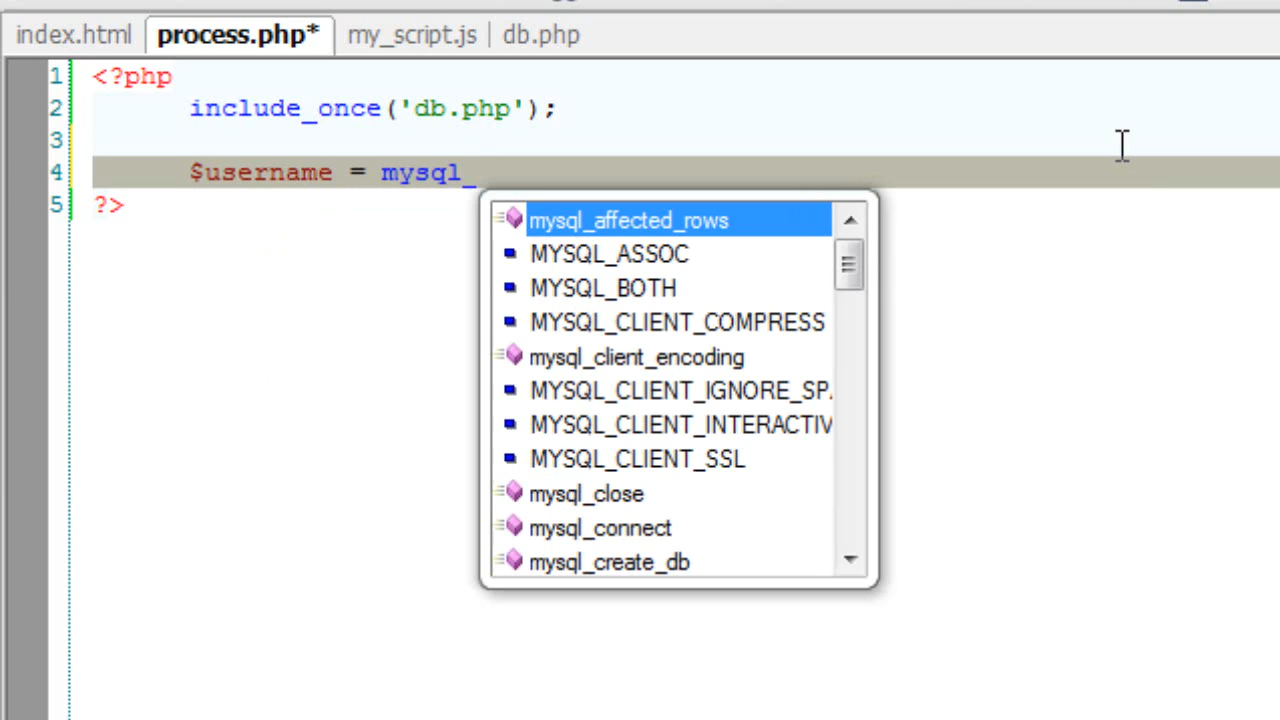 index.html process.php* my_script.js db.php
1 <?php
2 include_once('db.php');
3
4 $username = mysql_
5 ?>
mysql_affected_rows
MYSQL_ASSOC
MYSQL_BOTH
MYSQL_CLIENT_COMPRESS
mysql_client_encoding
MYSQL_CLIENT_IGNORE_SP
MYSQL_CLIENT_INTERACTIV
MYSQL_CLIENT_SSL
mysql_close
mysql_connect
mysql_create_db